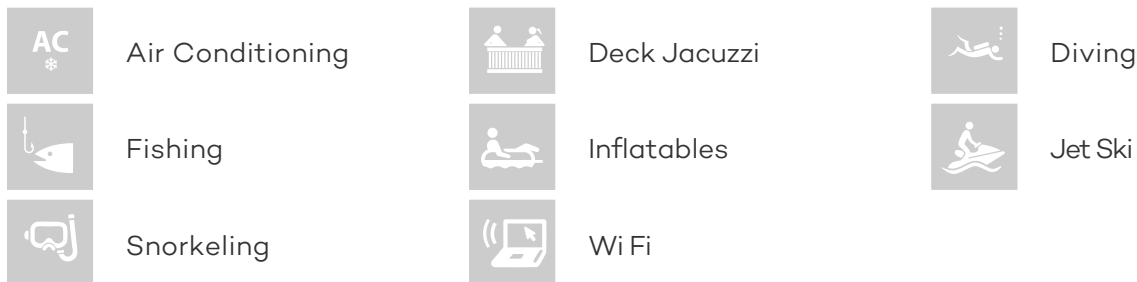 AC
Air Conditioning
Deck Jacuzzi
Diving
Fishing
Inflatables
Jet Ski
Snorkeling
Wi Fi